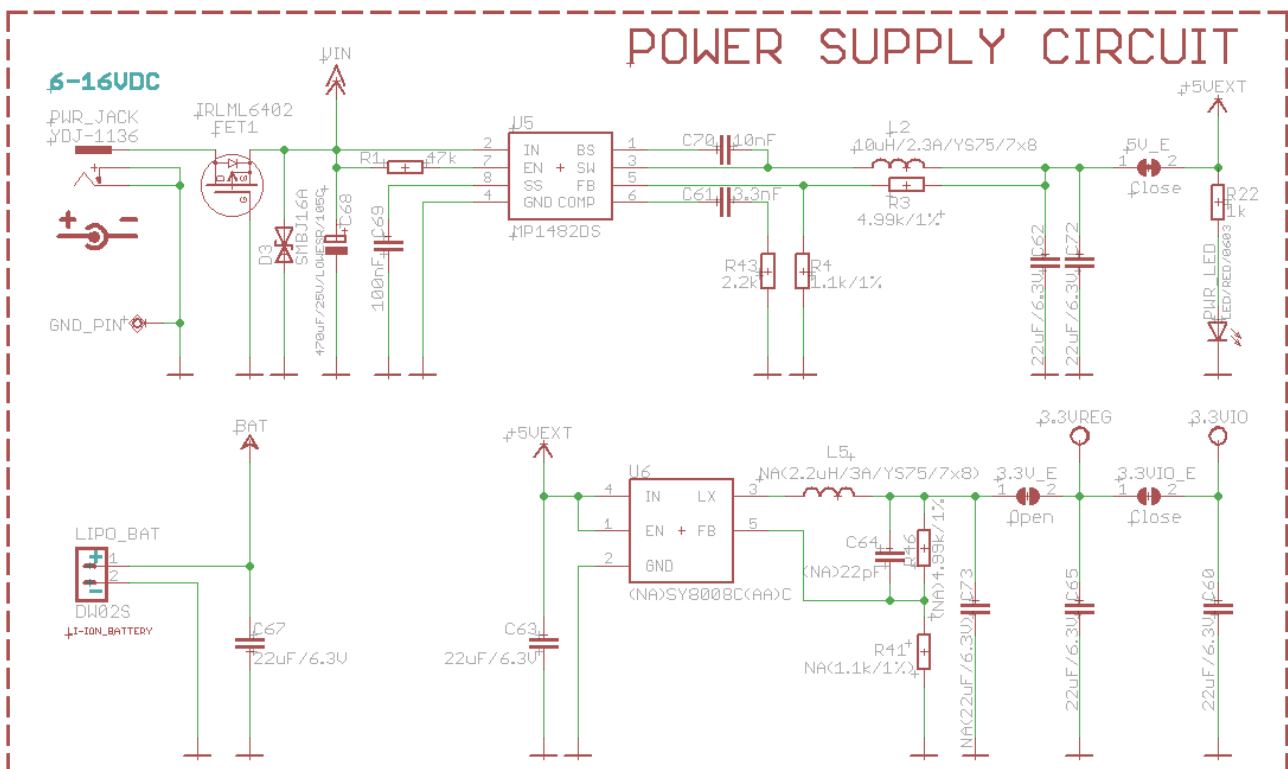 POWER SUPPLY CIRCUIT
6-16VDC
VIN
+5VEXT
PWR_JACK
YDJ-1136
IRLML6402
FET1
U5
2 IN BS 1
7 EN SW 3
8 SS FB 5
4 GND COMP 6
MP1482DS
R1 47k
C70 10nF
C61 3.3nF
L2
10uH/2.3A/YS75/7x8
R3
4.99k/1%
5V_E
1 2
Close
R22
1k
PWR_LED
LED/RED/0603
D3
SMBJ16A
C68
470uF/25V/LOWESR/105C
C69
100nF
R43
2.2k
R4
1.1k/1%
C62
22uF/6.3V
C72
22uF/6.3V
GND_PIN
BAT
+5VEXT
3.3VREG
3.3VIO
LIPO_BAT
1
2
DW02S
I-ION_BATTERY
C67
22uF/6.3V
C63
22uF/6.3V
U6
4 IN LX 3
1 EN FB 5
2 GND
(NA)SY8008C(AA)C
L5
NA(2.2uH/3A/YS75/7x8)
C64
(NA)22pF
R46
(NA)4.99k/1%
R41
NA(1.1k/1%)
C73
NA(22uF/6.3V)
3.3V_E
1 2
Open
3.3VIO_E
1 2
Close
C65
22uF/6.3V
C60
22uF/6.3V